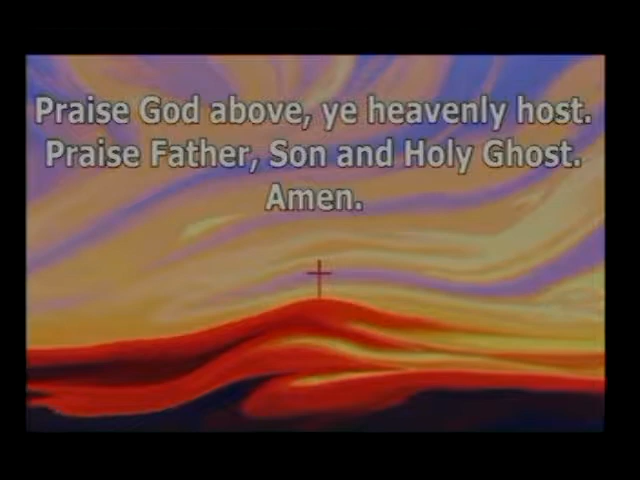 Praise God above, ye heavenly host.
Praise Father, Son and Holy Ghost.
Amen.